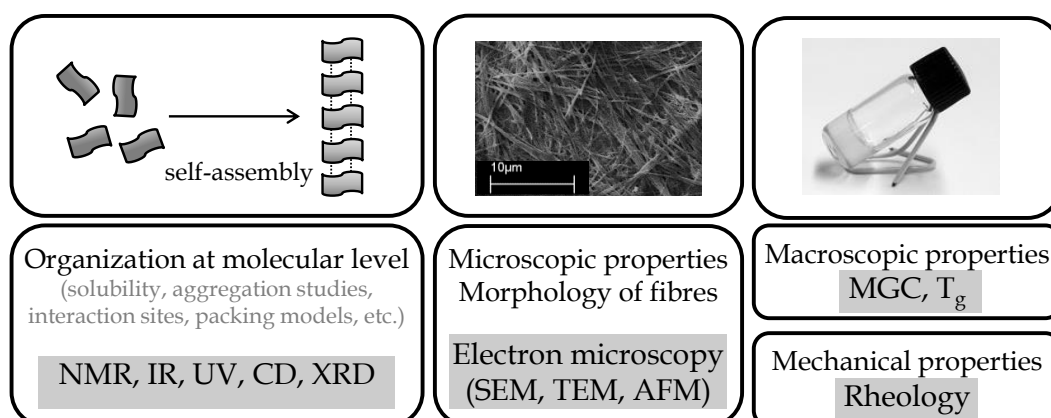 self-assembly
10µm
Organization at molecular level
(solubility, aggregation studies,
interaction sites, packing models, etc.)
NMR, IR, UV, CD, XRD
Microscopic properties
Morphology of fibres
Electron microscopy
(SEM, TEM, AFM)
Macroscopic properties
MGC, Tg
Mechanical properties
Rheology